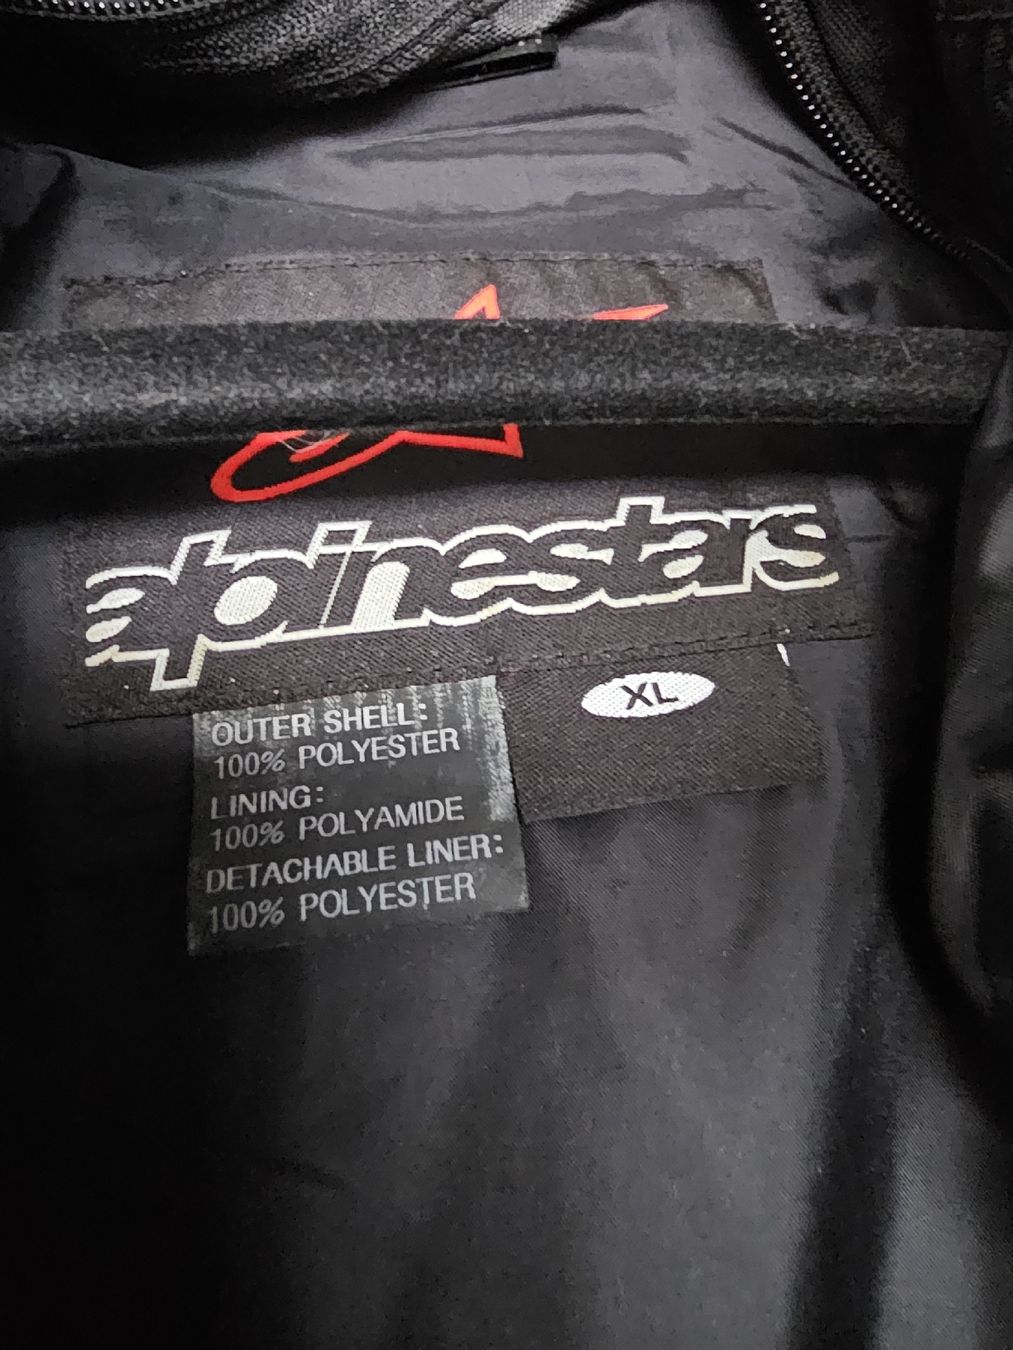 alpinestars
XL
OUTER SHELL:
100% POLYESTER
LINING:
100% POLYAMIDE
DETACHABLE LINER:
100% POLYESTER